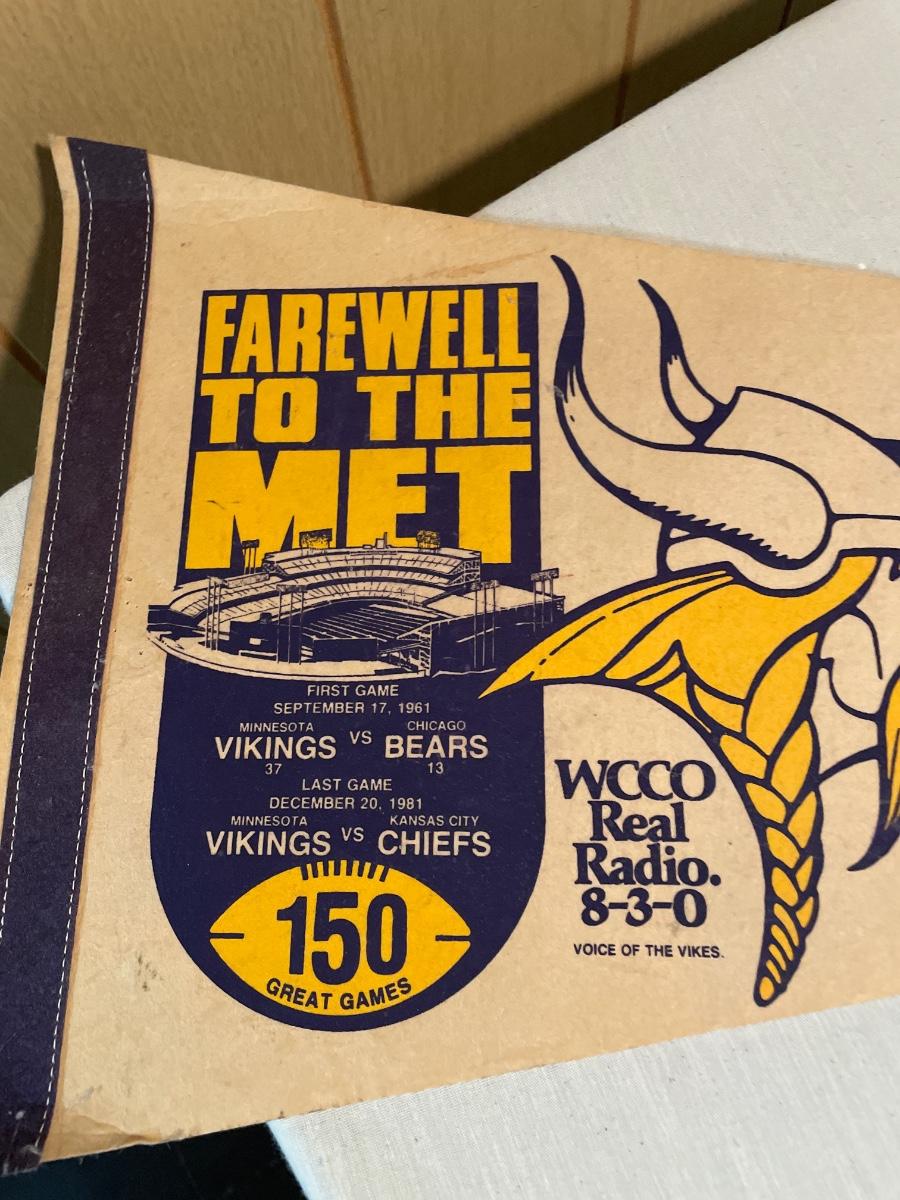 FAREWELL
TO THE
MET
FIRST GAME
SEPTEMBER 17, 1961
MINNESOTA CHICAGO
VIKINGS VS BEARS
37 13
LAST GAME
DECEMBER 20, 1981
MINNESOTA KANSAS CITY
VIKINGS VS CHIEFS
150
GREAT GAMES
WCCO
Real
Radio.
8-3-0
VOICE OF THE VIKES.